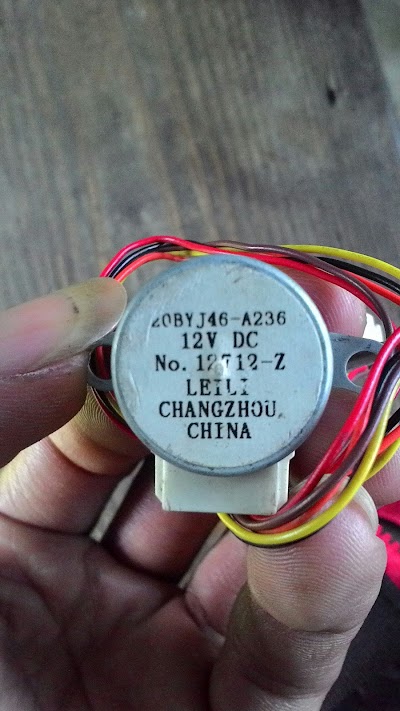 20BYJ46-A236
12V DC
No. 12712-Z
LEILI
CHANGZHOU
CHINA